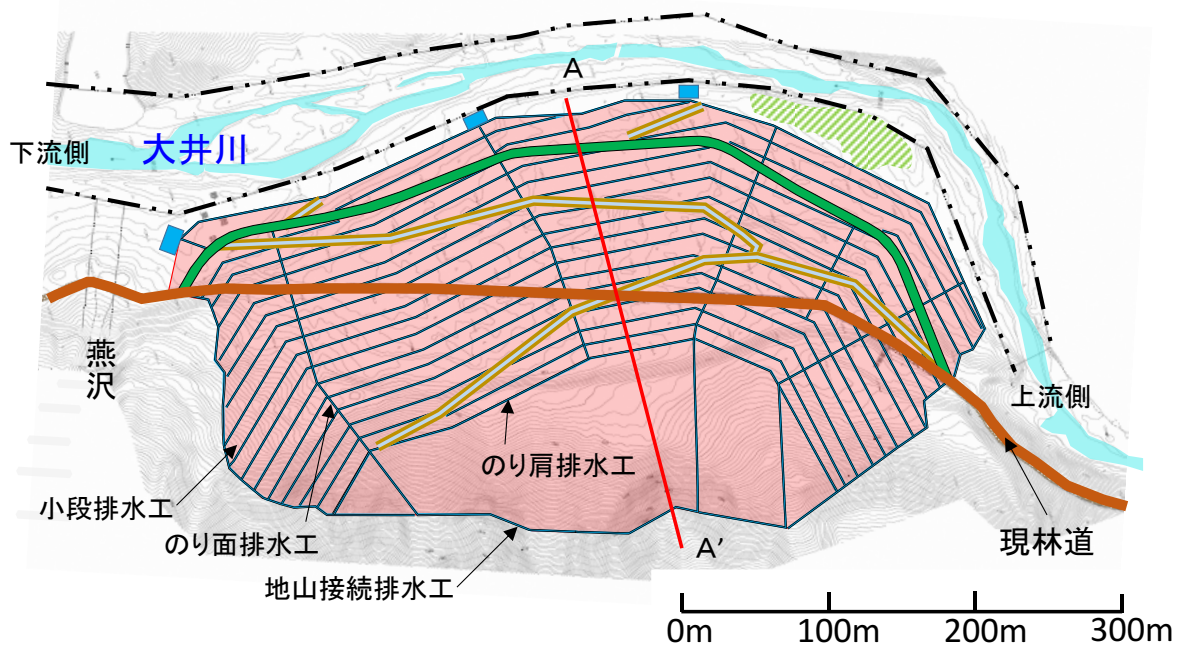 A
下流側
大井川
燕沢
上流側
のり肩排水工
小段排水工
のり面排水工
現林道
A'
地山接続排水工
0m
100m
200m
300m